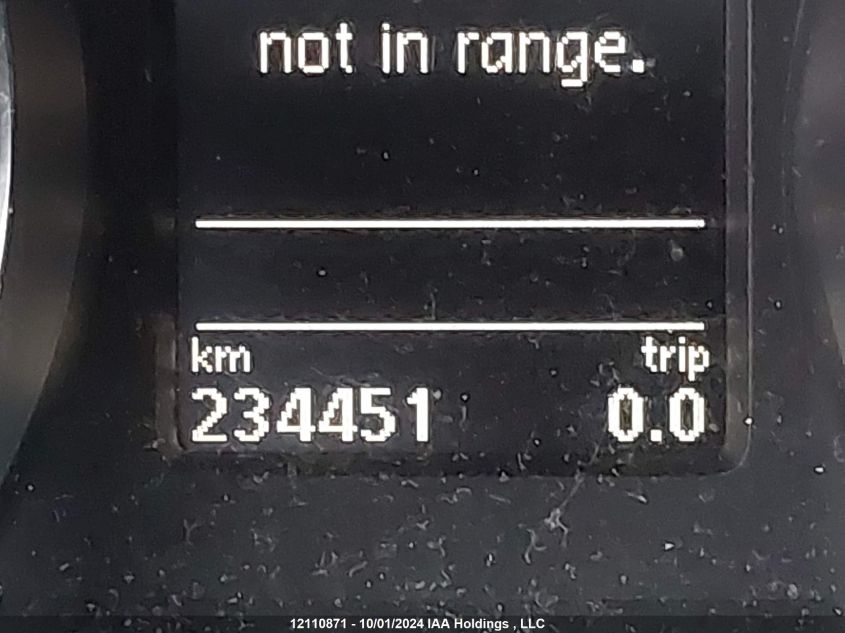 not in range.
km trip
234451 0.0
12110871 - 10/01/2024 IAA Holdings , LLC